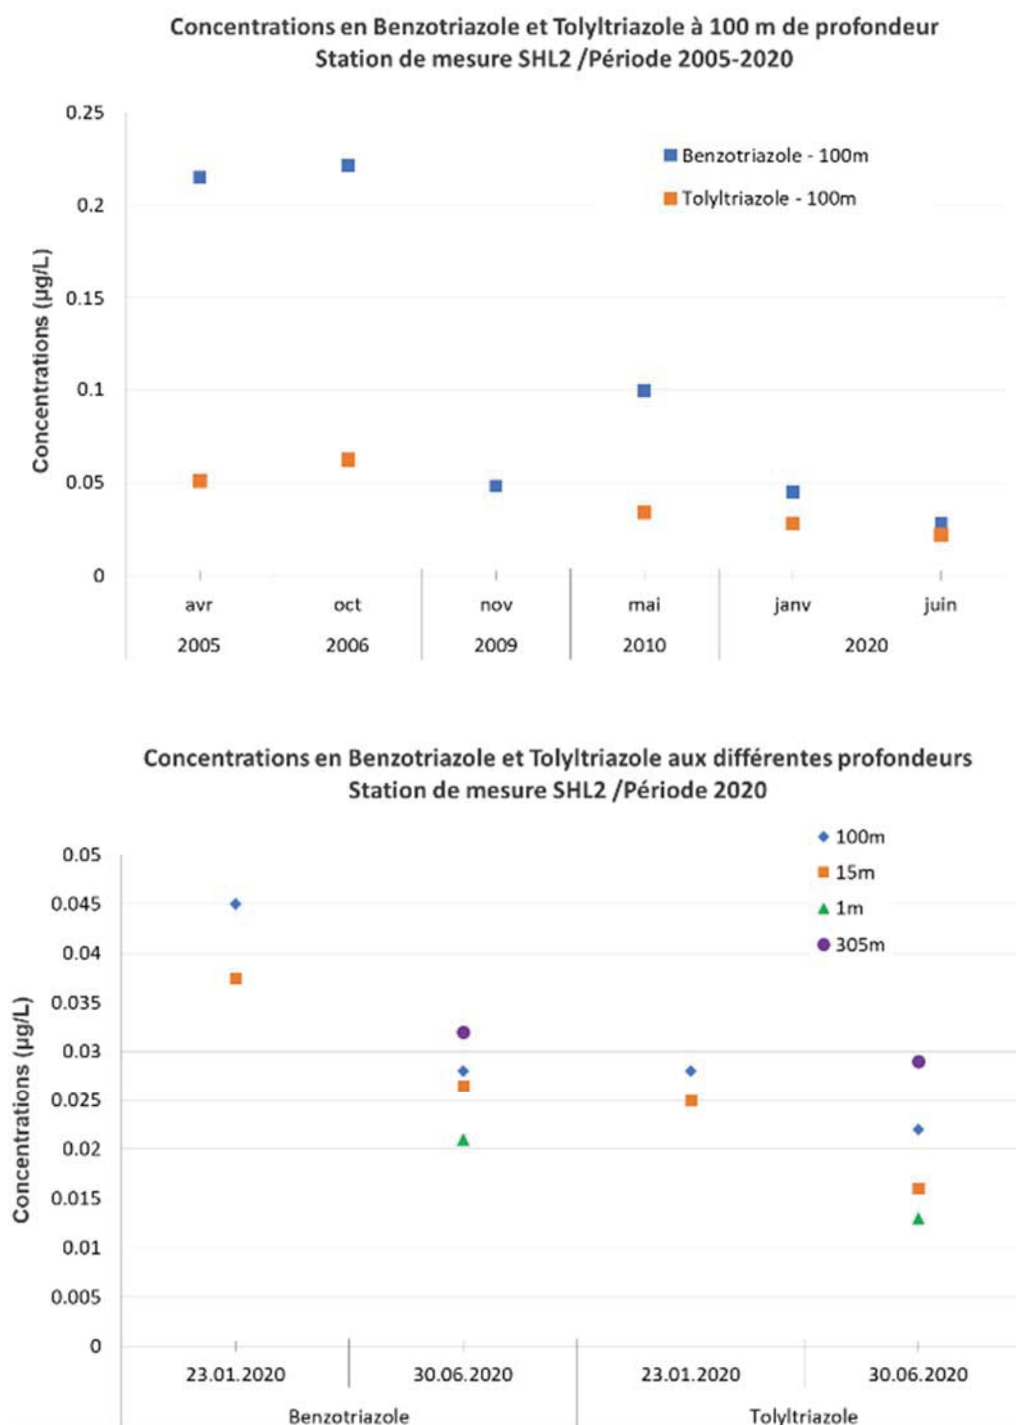 Concentrations en Benzotriazole et Tolyltriazole à 100 m de profondeur
Station de mesure SHL2 /Période 2005-2020
0.25
0.2
0.15
0.1
0.05
0
Concentrations (µg/L)
Benzotriazole - 100m
Tolyltriazole - 100m
avr oct nov mai janv juin
2005 2006 2009 2010 2020
Concentrations en Benzotriazole et Tolyltriazole aux différentes profondeurs
Station de mesure SHL2 /Période 2020
100m
15m
1m
305m
0.05
0.045
0.04
0.035
0.03
0.025
0.02
0.015
0.01
0.005
0
Concentrations (µg/L)
23.01.2020 30.06.2020 23.01.2020 30.06.2020
Benzotriazole Tolyltriazole